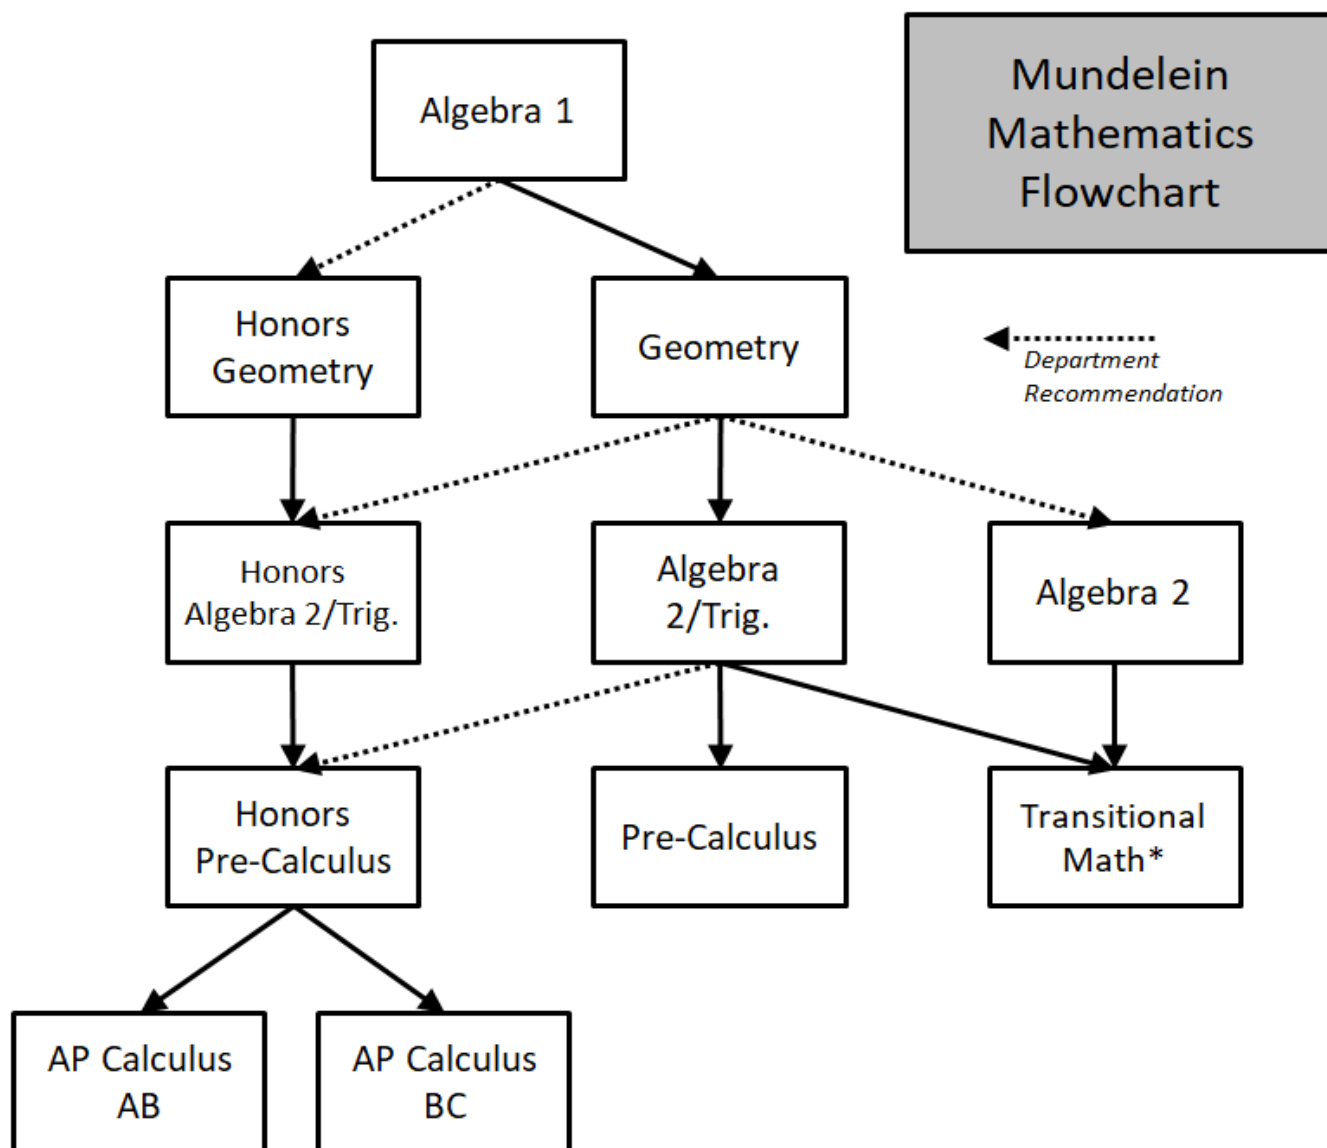 Algebra 1
Mundelein
Mathematics
Flowchart
Honors
Geometry
Geometry
Department
Recommendation
Honors
Algebra 2/Trig.
Algebra
2/Trig.
Algebra 2
Honors
Pre-Calculus
Pre-Calculus
Transitional
Math*
AP Calculus
AB
AP Calculus
BC